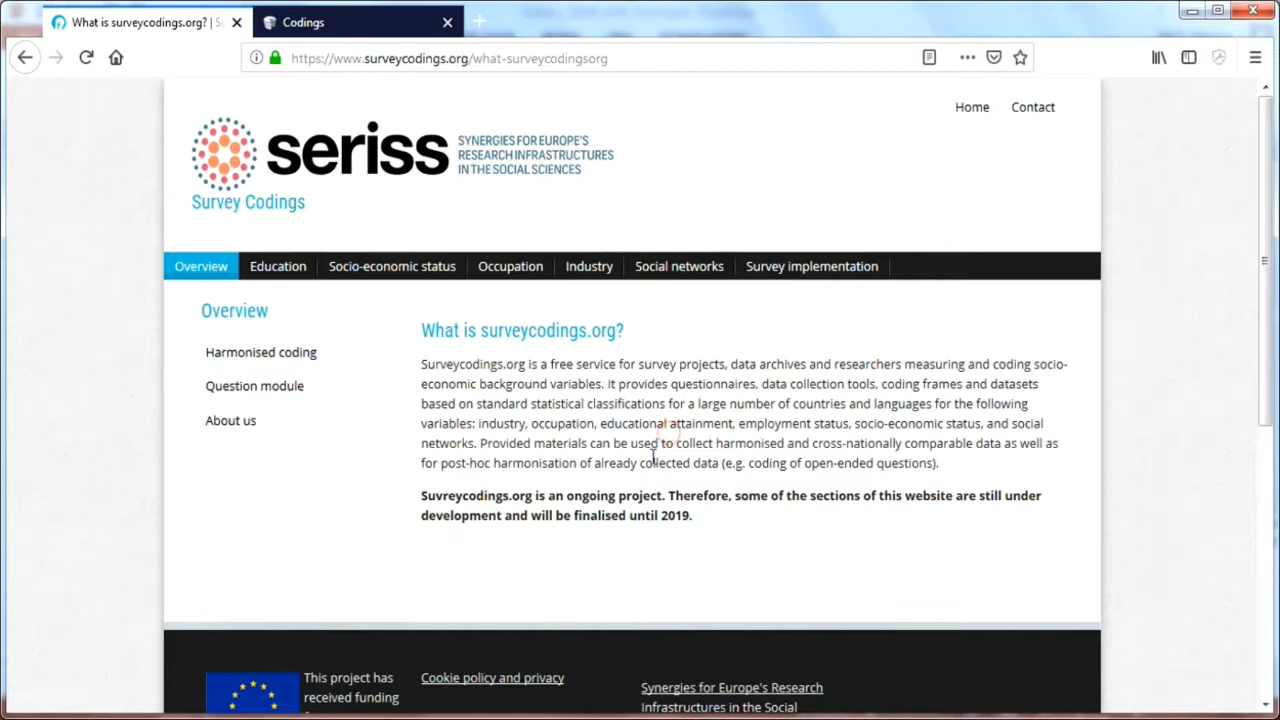 What is surveycodings.org? | S
Codings
https://www.surveycodings.org/what-surveycodingsorg
Home Contact
seriss
SYNERGIES FOR EUROPE'S
RESEARCH INFRASTRUCTURES
IN THE SOCIAL SCIENCES
Survey Codings
Overview Education Socio-economic status Occupation Industry Social networks Survey implementation
Overview
Harmonised coding
Question module
About us
What is surveycodings.org?
Surveycodings.org is a free service for survey projects, data archives and researchers measuring and coding socio-
economic background variables. It provides questionnaires, data collection tools, coding frames and datasets
based on standard statistical classifications for a large number of countries and languages for the following
variables: industry, occupation, educational attainment, employment status, socio-economic status, and social
networks. Provided materials can be used to collect harmonised and cross-nationally comparable data as well as
for post-hoc harmonisation of already collected data (e.g. coding of open-ended questions).
Suvreycodings.org is an ongoing project. Therefore, some of the sections of this website are still under
development and will be finalised until 2019.
This project has
received funding
Cookie policy and privacy
Synergies for Europe's Research
Infrastructures in the Social